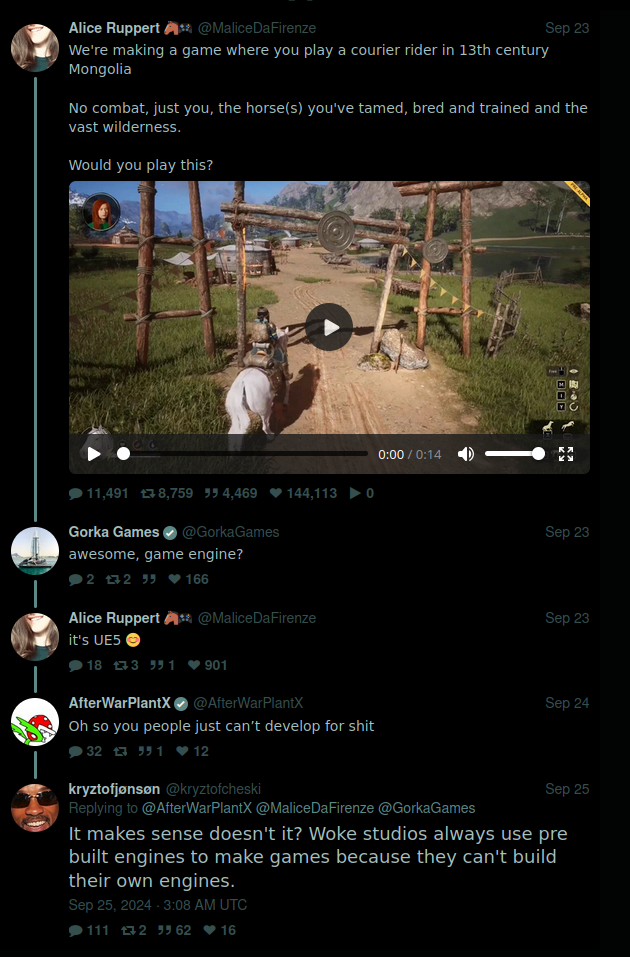 Alice Ruppert 🐴🎮 @MaliceDaFirenze Sep 23
We're making a game where you play a courier rider in 13th century
Mongolia
No combat, just you, the horse(s) you've tamed, bred and trained and the
vast wilderness.
Would you play this?
0:00 / 0:14
11,491 8,759 4,469 144,113 0
Gorka Games @GorkaGames Sep 23
awesome, game engine?
2 2 166
Alice Ruppert 🐴🎮 @MaliceDaFirenze Sep 23
it's UE5 😊
18 3 1 901
AfterWarPlantX @AfterWarPlantX Sep 24
Oh so you people just can’t develop for shit
32 1 12
kryztofjønsøn @kryztofcheski Sep 25
Replying to @AfterWarPlantX @MaliceDaFirenze @GorkaGames
It makes sense doesn't it? Woke studios always use pre
built engines to make games because they can't build
their own engines.
Sep 25, 2024 · 3:08 AM UTC
111 2 62 16